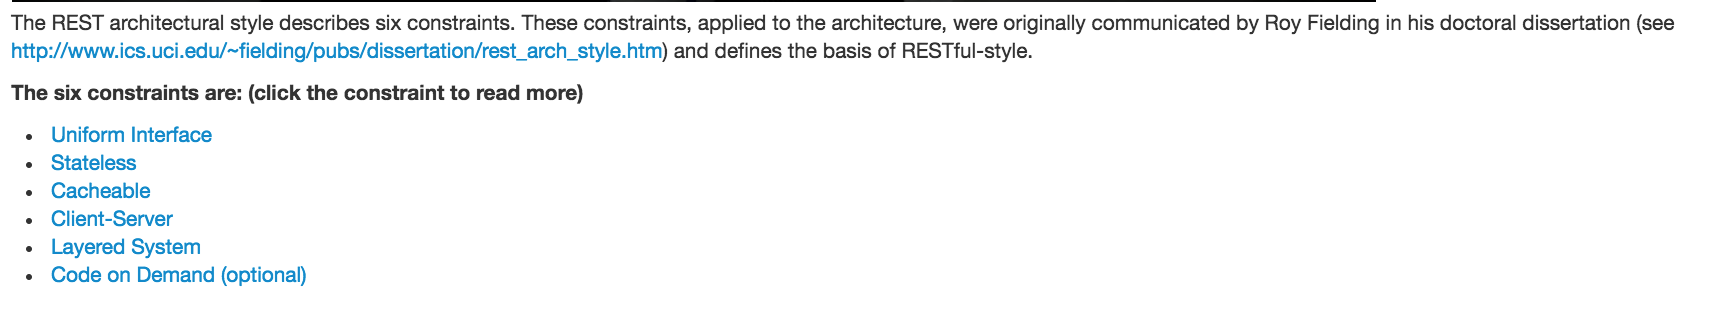 The REST architectural style describes six constraints. These constraints, applied to the architecture, were originally communicated by Roy Fielding in his doctoral dissertation (see
http://www.ics.uci.edu/~fielding/pubs/dissertation/rest_arch_style.htm) and defines the basis of RESTful-style.
The six constraints are: (click the constraint to read more)
• Uniform Interface
• Stateless
• Cacheable
• Client-Server
• Layered System
• Code on Demand (optional)